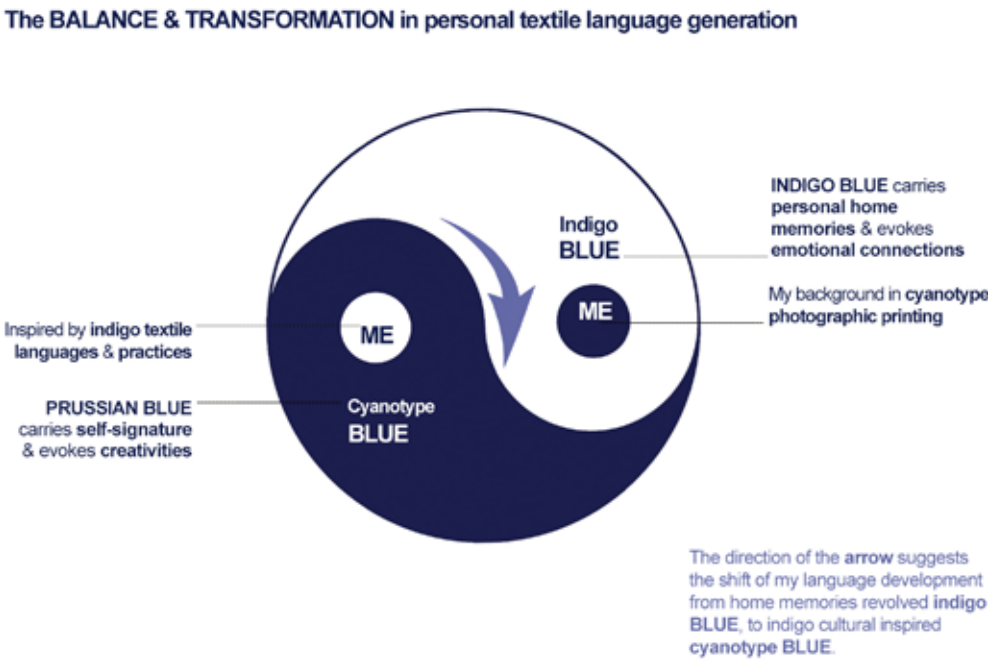 The BALANCE & TRANSFORMATION in personal textile language generation
INDIGO BLUE carries
personal home
memories & evokes
emotional connections
Indigo
BLUE
My background in cyanotype
photographic printing
ME
Inspired by indigo textile
languages & practices
ME
PRUSSIAN BLUE
carries self-signature
& evokes creativities
Cyanotype
BLUE
The direction of the arrow suggests
the shift of my language development
from home memories revolved indigo
BLUE, to indigo cultural inspired
cyanotype BLUE.